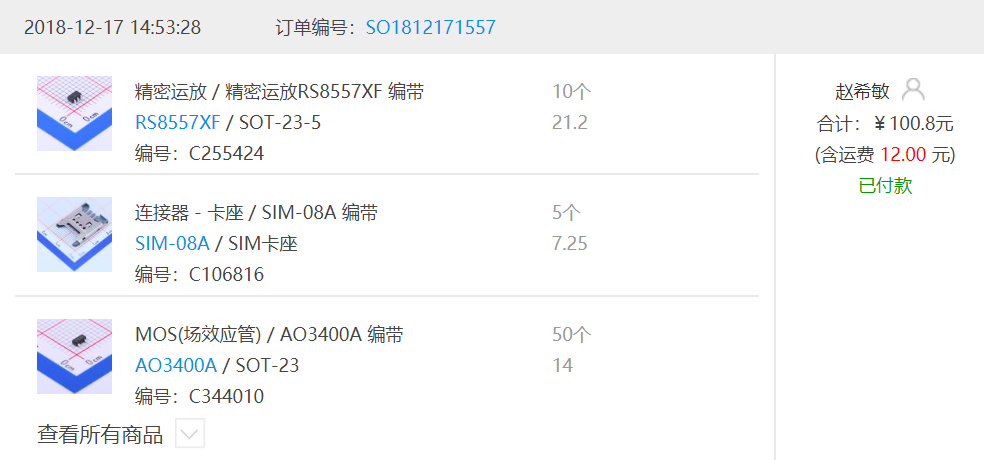 2018-12-17 14:53:28 订单编号：SO1812171557
精密运放 / 精密运放RS8557XF 编带 10个
RS8557XF / SOT-23-5 21.2
编号：C255424
连接器 - 卡座 / SIM-08A 编带 5个
SIM-08A / SIM卡座 7.25
编号：C106816
MOS(场效应管) / AO3400A 编带 50个
AO3400A / SOT-23 14
编号：C344010
查看所有商品
赵希敏
合计：￥100.8元
(含运费 12.00 元)
已付款